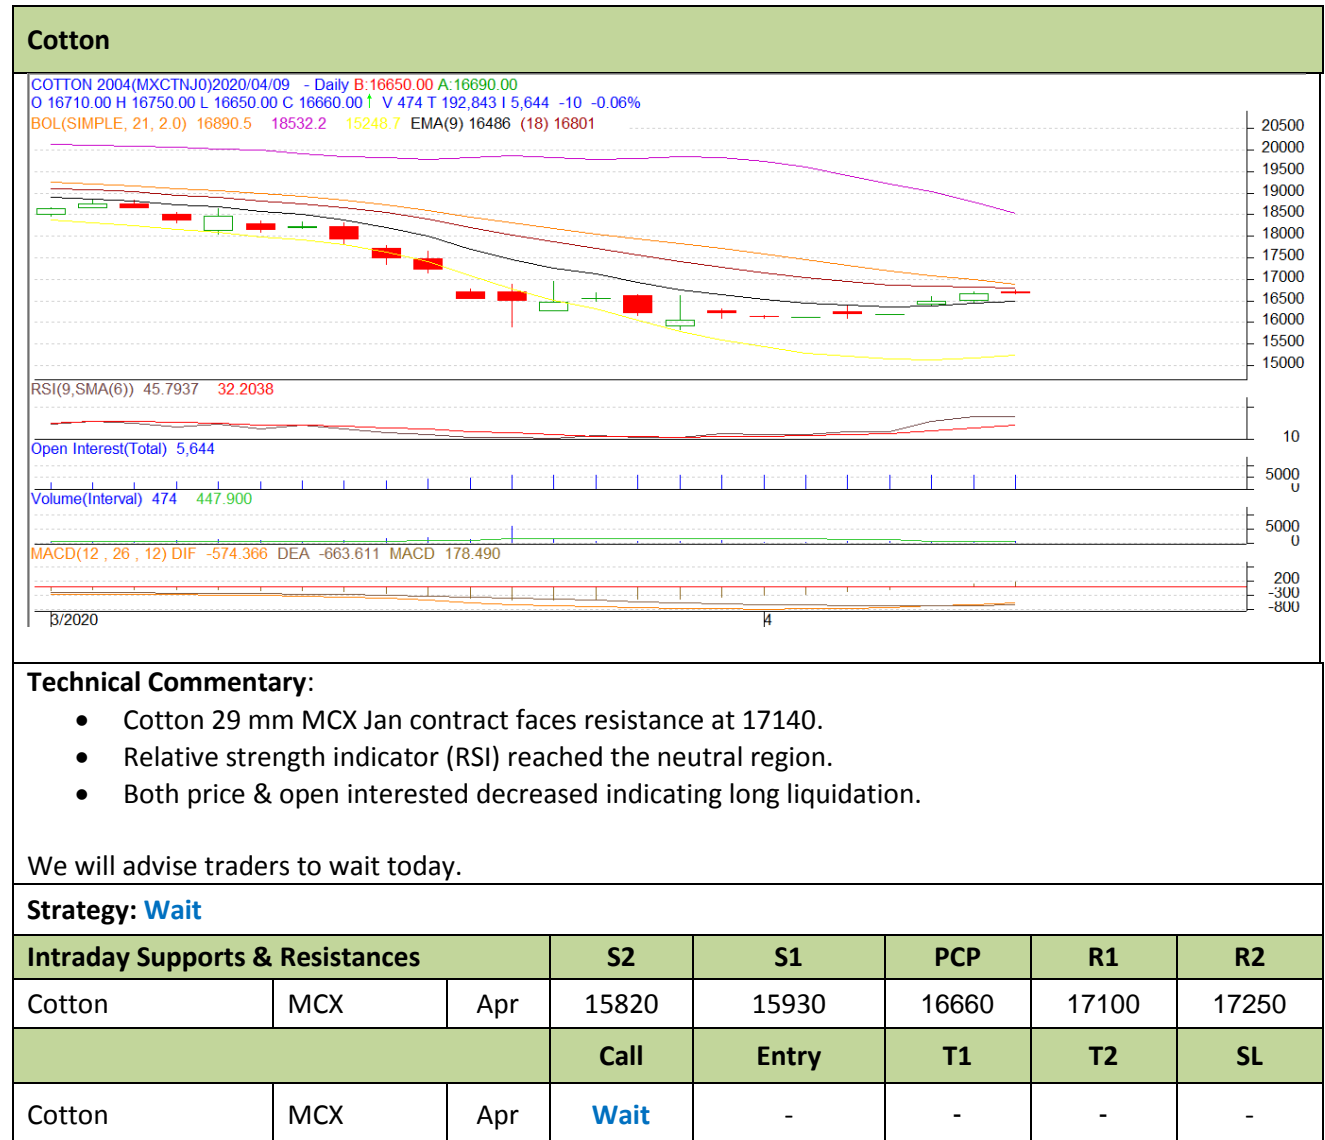 Cotton
COTTON 2004(MXCTNJ0)2020/04/09 - Daily B:16650.00 A:16690.00
O 16710.00 H 16750.00 L 16650.00 C 16660.00↑ V 474 T 192,843 I 5,644 -10 -0.06%
BOL(SIMPLE, 21, 2.0) 16890.5 18532.2 15248.7 EMA(9) 16486 (18) 16801
20500
20000
19500
19000
18500
18000
17500
17000
16500
16000
15500
15000
RSI(9,SMA(6)) 45.7937 32.2038
10
Open Interest(Total) 5,644
5000
0
Volume(Interval) 474 447.900
5000
0
MACD(12 , 26 , 12) DIF -574.366 DEA -663.611 MACD 178.490
200
-300
-800
3/2020 4
Technical Commentary:
• Cotton 29 mm MCX Jan contract faces resistance at 17140.
• Relative strength indicator (RSI) reached the neutral region.
• Both price & open interested decreased indicating long liquidation.
We will advise traders to wait today.
Strategy: Wait
Intraday Supports & Resistances S2 S1 PCP R1 R2
Cotton MCX Apr 15820 15930 16660 17100 17250
Call Entry T1 T2 SL
Cotton MCX Apr Wait - - - -